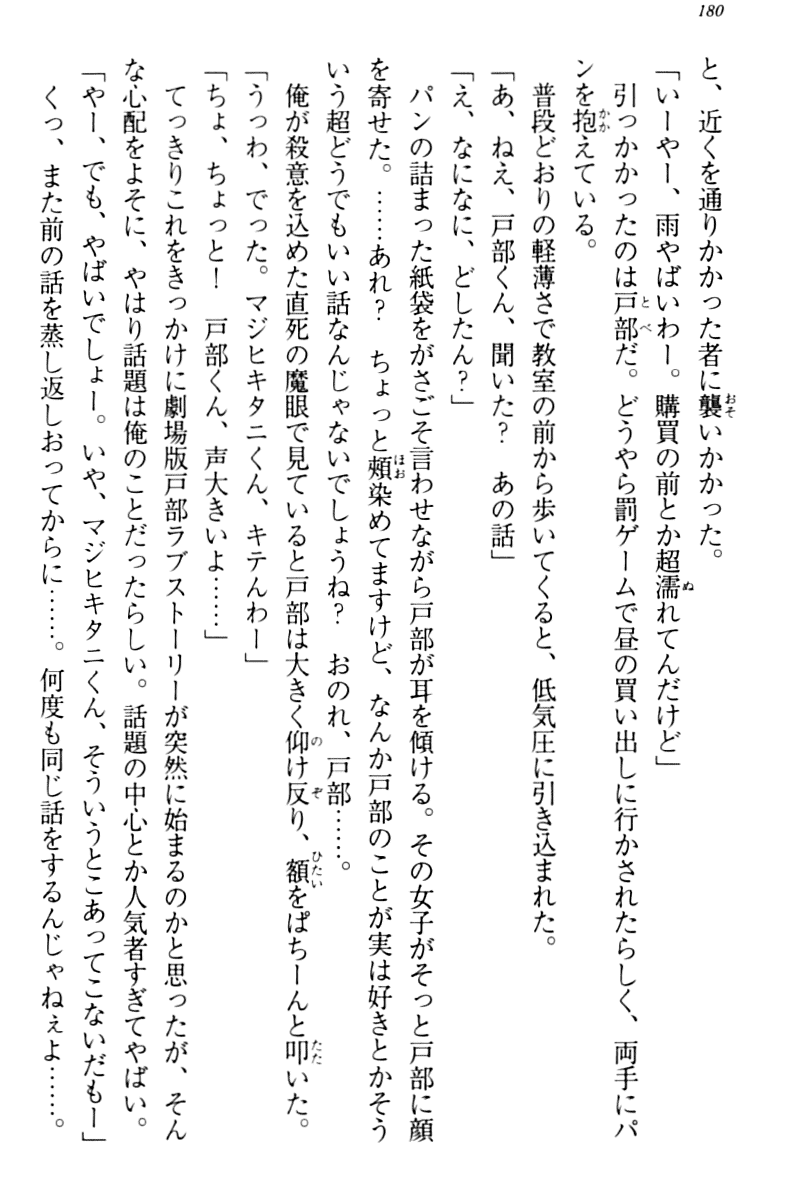 180
と、近くを通りかかった者に襲いかかった。
「いーやー、雨やばいわー。購買の前とか超濡れてんだけど」
引っかかったのは戸部だ。どうやら罰ゲームで昼の買い出しに行かされたらしく、両手にパ
ンを抱えている。
普段どおりの軽薄さで教室の前から歩いてくると、低気圧に引き込まれた。
「あ、ねえ、戸部くん、聞いた？　あの話」
「え、なになに、どしたん？」
パンの詰まった紙袋をがさごそ言わせながら戸部が耳を傾ける。その女子がそっと戸部に顔
を寄せた。……あれ？　ちょっと頰染めてますけど、なんか戸部のことが実は好きとかそう
いう超どうでもいい話なんじゃないでしょうね？　おのれ、戸部……。
俺が殺意を込めた直死の魔眼で見ていると戸部は大きく仰け反り、額をぱちーんと叩いた。
「うっわ、でった。マジヒキタニくん、キテんわー」
「ちょ、ちょっと！　戸部くん、声大きいよ……」
てっきりこれをきっかけに劇場版戸部ラブストーリーが突然に始まるのかと思ったが、そん
な心配をよそに、やはり話題は俺のことだったらしい。話題の中心とか人気者すぎてやばい。
「やー、でも、やばいでしょー。いや、マジヒキタニくん、そういうとこあってこないだもー」
くっ、また前の話を蒸し返しおってからに……。何度も同じ話をするんじゃねぇよ……。